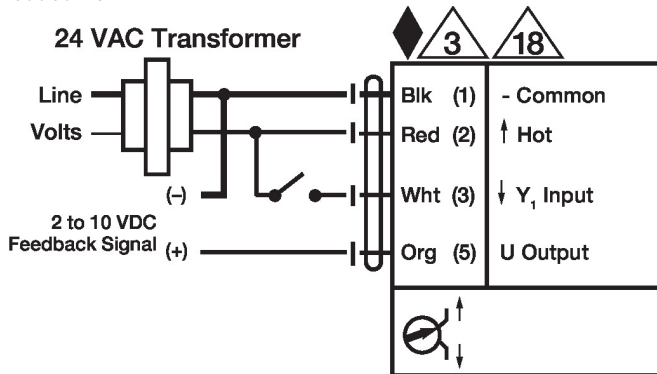 24 VAC Transformer
3 18
Line
Volts
Blk (1) - Common
Red (2) Hot
(–) Wht (3) Y1 Input
2 to 10 VDC
Feedback Signal (+) Org (5) U Output